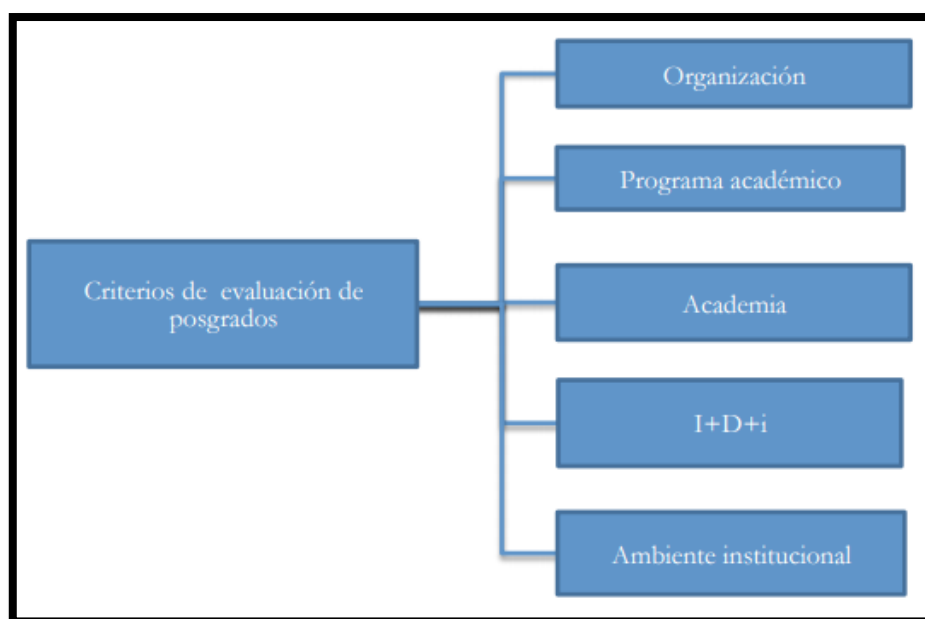 Organización
Programa académico
Criterios de evaluación de
posgrados
Academia
I+D+i
Ambiente institucional